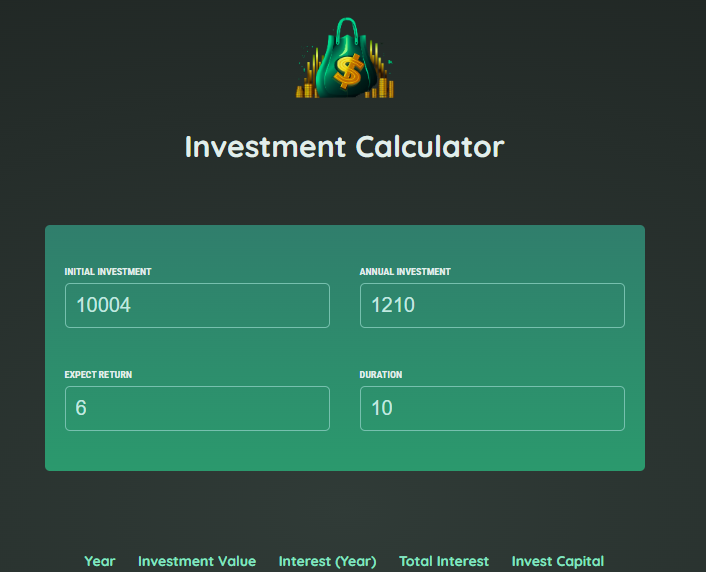 $
Investment Calculator
INITIAL INVESTMENT ANNUAL INVESTMENT
10004 1210
EXPECT RETURN DURATION
6 10
Year Investment Value Interest (Year) Total Interest Invest Capital